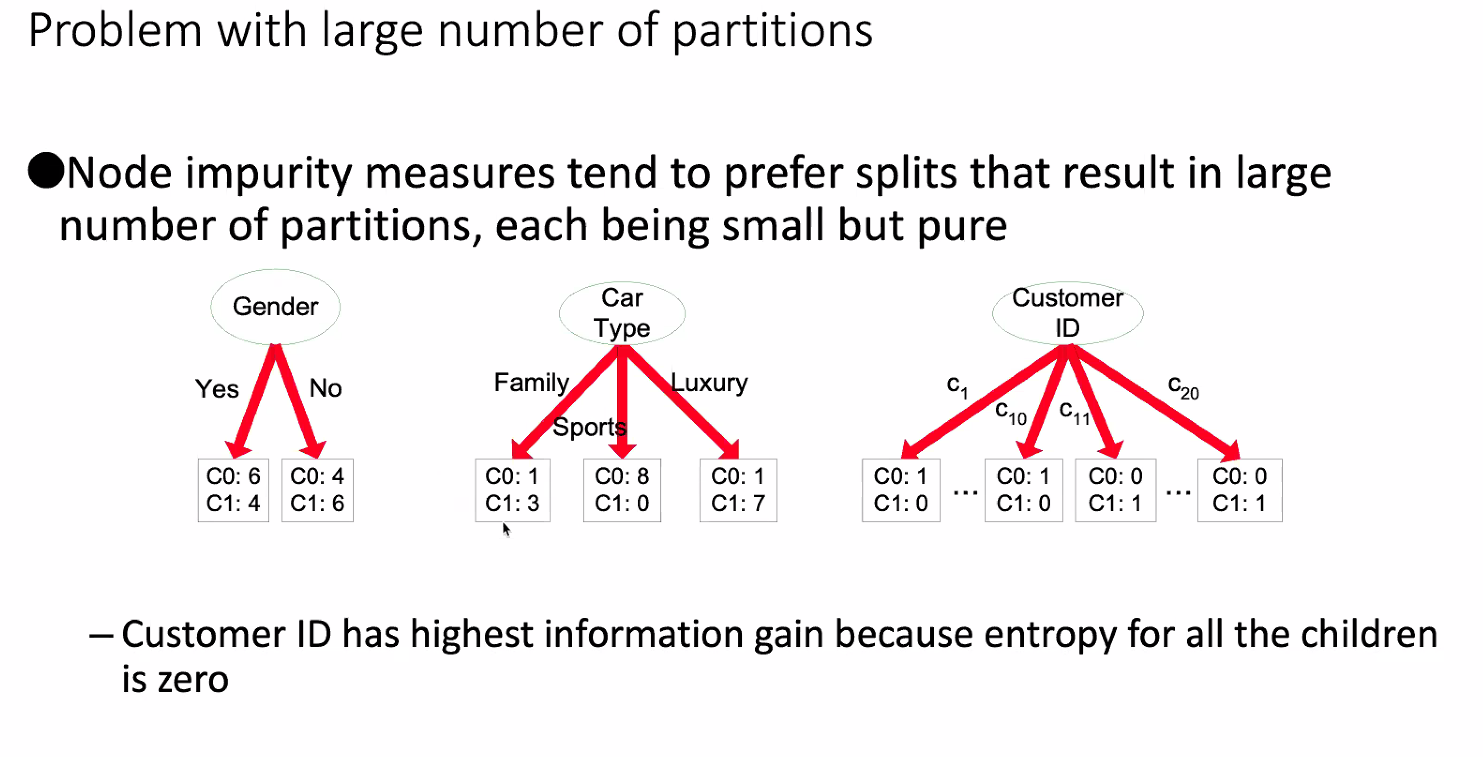 Problem with large number of partitions
●Node impurity measures tend to prefer splits that result in large
number of partitions, each being small but pure
Gender
Yes
No
C0: 6
C1: 4
C0: 4
C1: 6
Car
Type
Family
Sports
Luxury
C0: 1
C1: 3
C0: 8
C1: 0
C0: 1
C1: 7
Customer
ID
c1
c10
c11
c20
C0: 1
C1: 0
...
C0: 1
C1: 0
C0: 0
C1: 1
...
C0: 0
C1: 1
– Customer ID has highest information gain because entropy for all the children
is zero